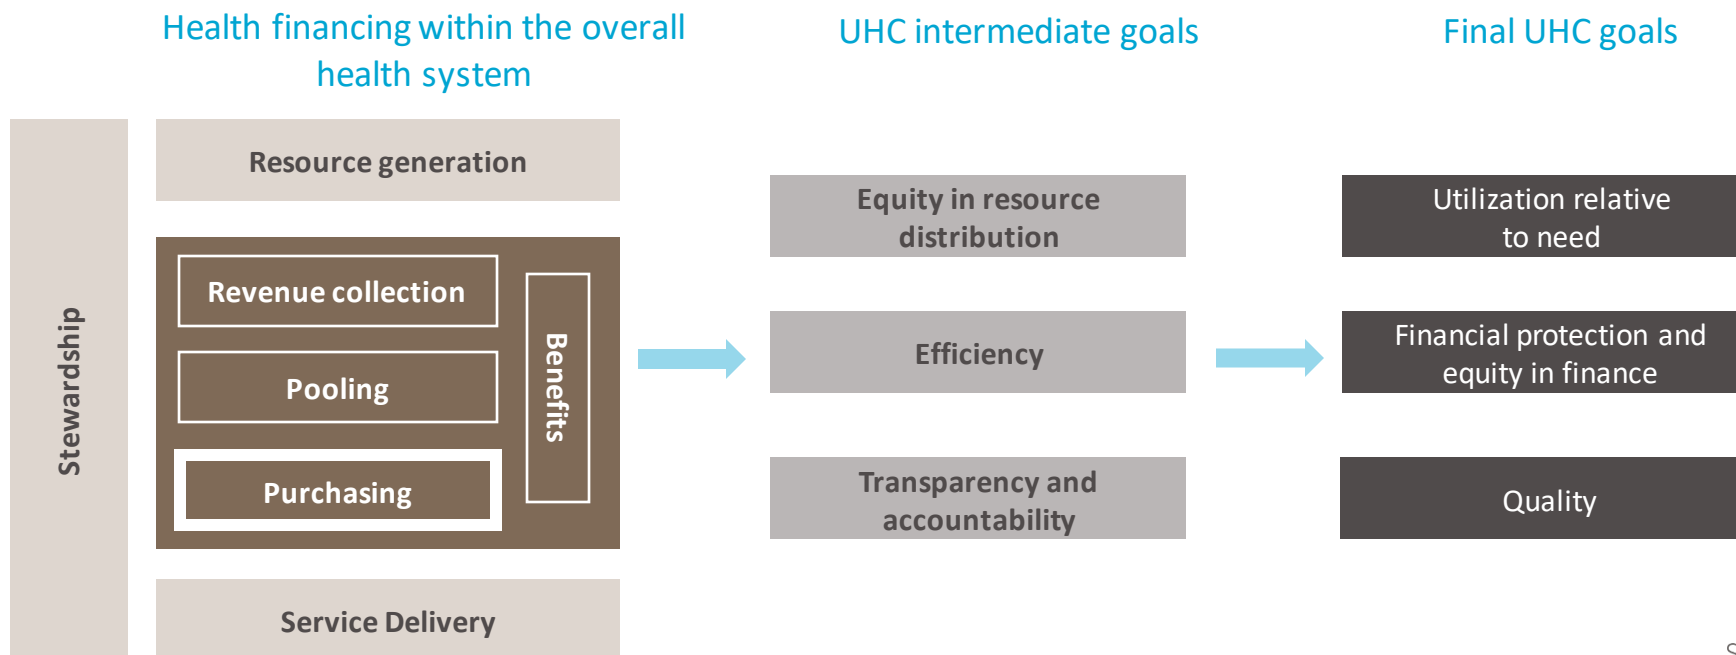 Health financing within the overall
health system
UHC intermediate goals
Final UHC goals
Stewardship
Resource generation
Revenue collection
Pooling
Purchasing
Benefits
Service Delivery
Equity in resource
distribution
Efficiency
Transparency and
accountability
Utilization relative
to need
Financial protection and
equity in finance
Quality